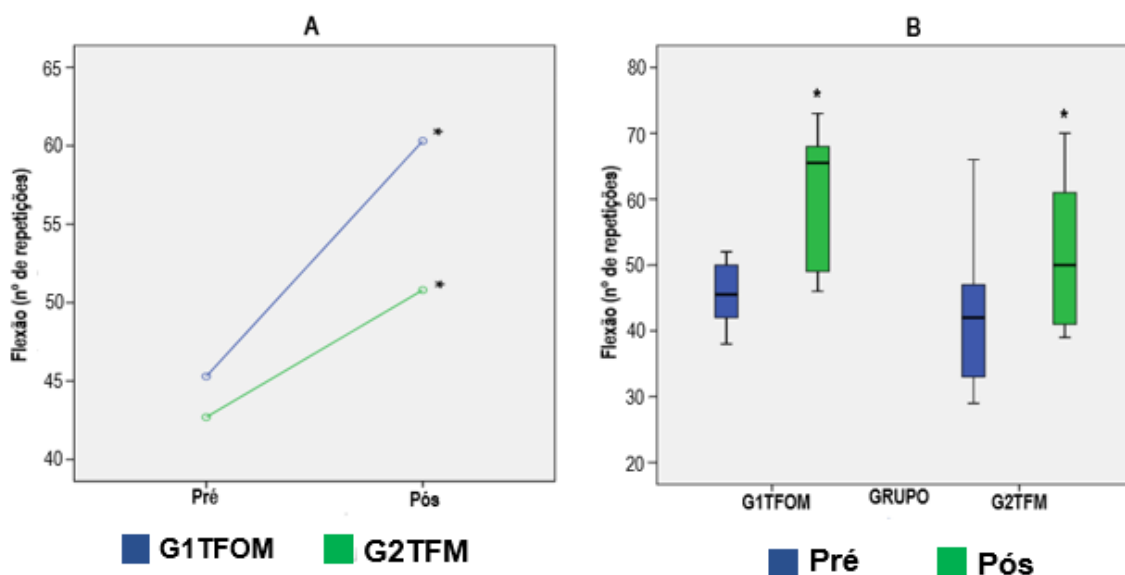 A
Flexão (nº de repetições)
65
60
55
50
45
40
*
*
Pré
Pós
G1TFOM
G2TFM
B
Flexão (nº de repetições)
80
70
60
50
40
30
20
*
*
G1TFOM
GRUPO
G2TFM
Pré
Pós